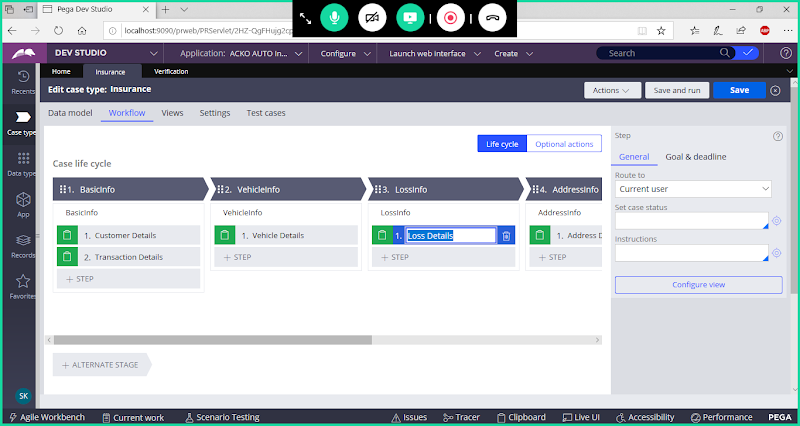 Pega Dev Studio
localhost:9090/prweb/PRServlet/2HZ-QgFHujg2cp
ABP
DEV STUDIO
Application: ACKO AUTO In...
Configure
Launch web interface
Create
Search
Recents
Home
Insurance
Verification
Edit case type: Insurance
Actions
Save and run
Save
Case type
Data model
Workflow
Views
Settings
Test cases
Life cycle
Optional actions
Step
Data type
Case life cycle
General
Goal & deadline
Route to
1. BasicInfo
2. VehicleInfo
3. LossInfo
4. AddressInfo
Current user
App
BasicInfo
VehicleInfo
LossInfo
AddressInfo
Set case status
1. Customer Details
1. Vehicle Details
1. Loss Details
1. Address D
Records
2. Transaction Details
+ STEP
+ STEP
+ STEP
Instructions
+ STEP
Favorites
Configure view
+ ALTERNATE STAGE
SK
Agile Workbench
Current work
Scenario Testing
Issues
Tracer
Clipboard
Live UI
Accessibility
Performance
PEGA